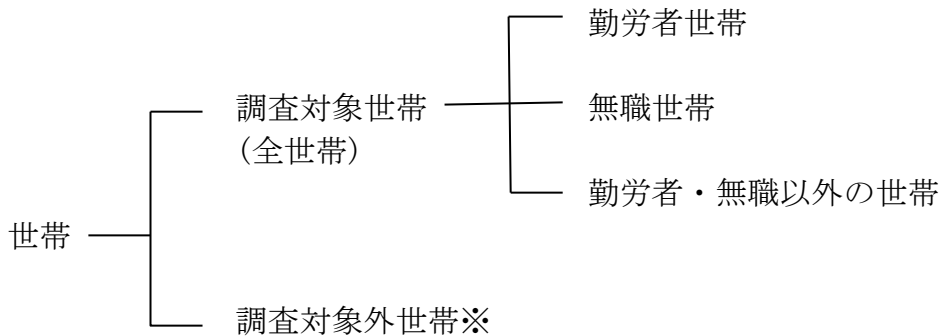 勤労者世帯
調査対象世帯
(全世帯)
無職世帯
勤労者・無職以外の世帯
世帯
調査対象外世帯※